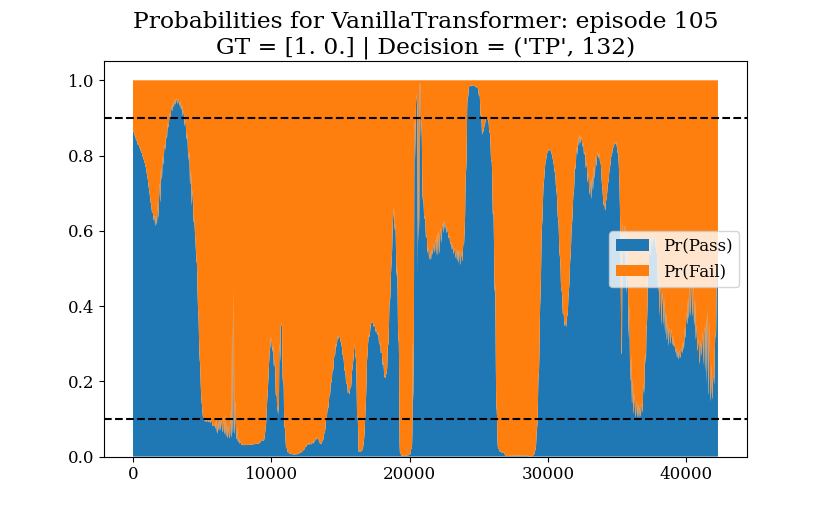 Probabilities for VanillaTransformer: episode 105
GT = [1. 0.] | Decision = ('TP', 132)
1.0
0.8
0.6
0.4
0.2
0.0
Pr(Pass)
Pr(Fail)
0
10000
20000
30000
40000